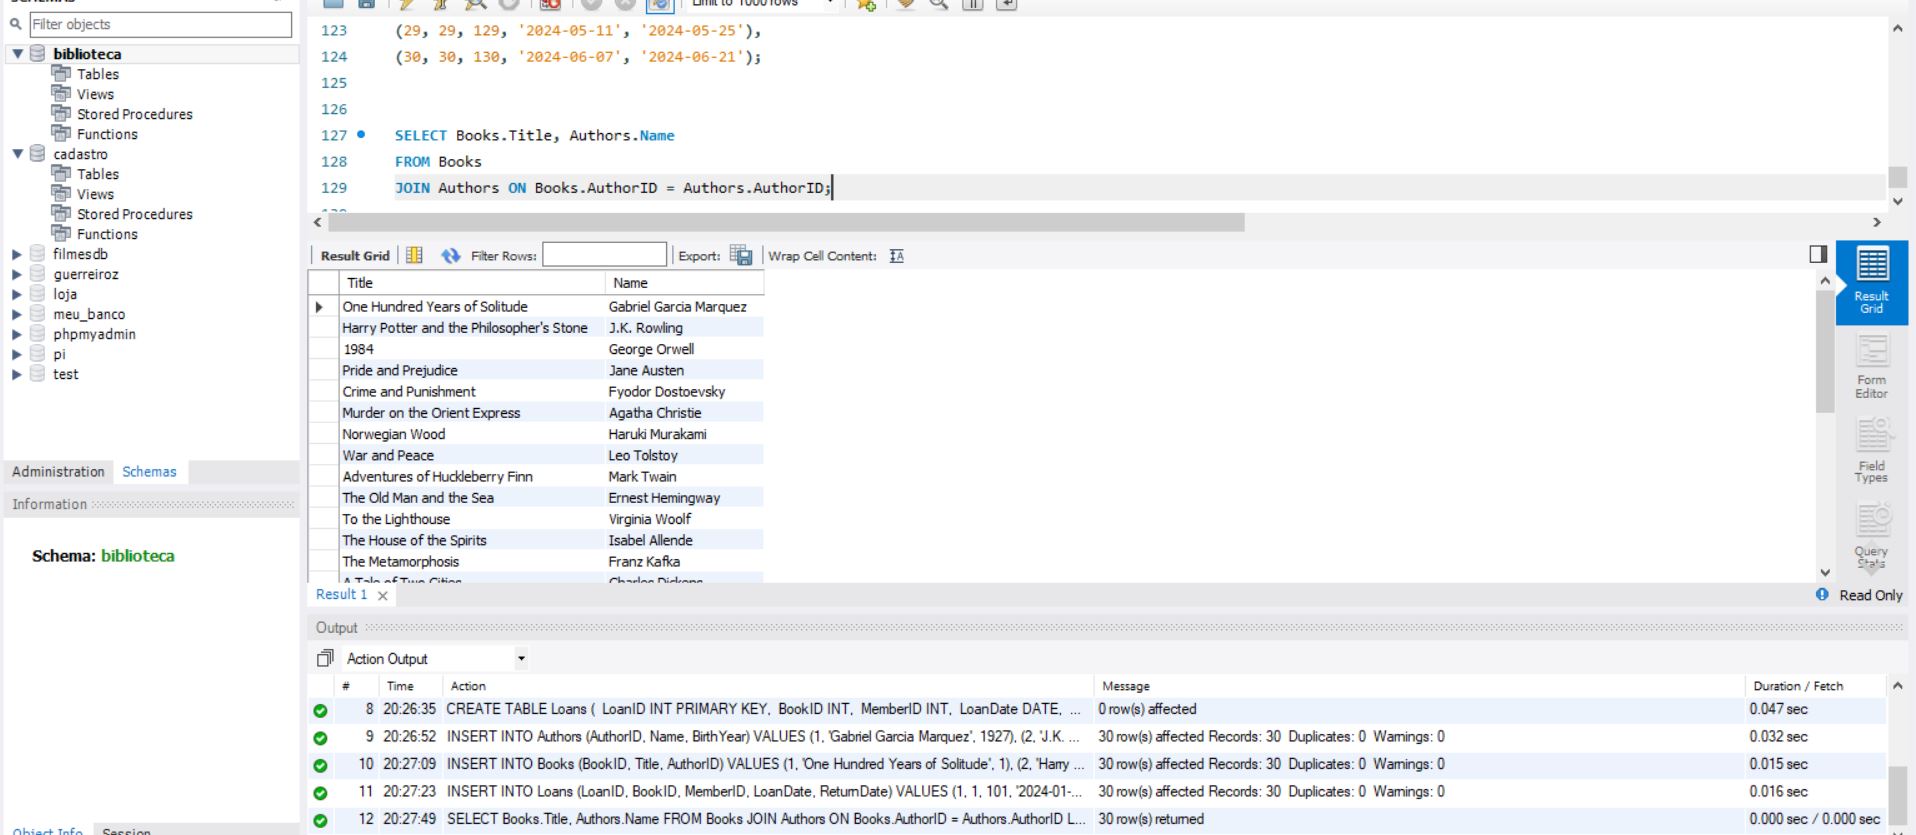 SCHEMAS
Filter objects
biblioteca
Tables
Views
Stored Procedures
Functions
cadastro
Tables
Views
Stored Procedures
Functions
filmesdb
guerreiroz
loja
meu_banco
phpmyadmin
pi
test
Administration Schemas
Information
Schema: biblioteca
Object Info Session
Limit to 1000 rows
123 (29, 29, 129, '2024-05-11', '2024-05-25'),
124 (30, 30, 130, '2024-06-07', '2024-06-21');
125
126
127 SELECT Books.Title, Authors.Name
128 FROM Books
129 JOIN Authors ON Books.AuthorID = Authors.AuthorID;
Result Grid Filter Rows: Export: Wrap Cell Content:
Title Name
One Hundred Years of Solitude Gabriel Garcia Marquez
Harry Potter and the Philosopher's Stone J.K. Rowling
1984 George Orwell
Pride and Prejudice Jane Austen
Crime and Punishment Fyodor Dostoevsky
Murder on the Orient Express Agatha Christie
Norwegian Wood Haruki Murakami
War and Peace Leo Tolstoy
Adventures of Huckleberry Finn Mark Twain
The Old Man and the Sea Ernest Hemingway
To the Lighthouse Virginia Woolf
The House of the Spirits Isabel Allende
The Metamorphosis Franz Kafka
A Tale of Two Cities Charles Dickens
Result
Grid
Form
Editor
Field
Types
Query
Stats
Result 1 Read Only
Output
Action Output
# Time Action Message Duration / Fetch
8 20:26:35 CREATE TABLE Loans ( LoanID INT PRIMARY KEY, BookID INT, MemberID INT, LoanDate DATE, ... 0 row(s) affected 0.047 sec
9 20:26:52 INSERT INTO Authors (AuthorID, Name, BirthYear) VALUES (1, 'Gabriel Garcia Marquez', 1927), (2, 'J.K. ... 30 row(s) affected Records: 30 Duplicates: 0 Warnings: 0 0.032 sec
10 20:27:09 INSERT INTO Books (BookID, Title, AuthorID) VALUES (1, 'One Hundred Years of Solitude', 1), (2, 'Harry ... 30 row(s) affected Records: 30 Duplicates: 0 Warnings: 0 0.015 sec
11 20:27:23 INSERT INTO Loans (LoanID, BookID, MemberID, LoanDate, ReturnDate) VALUES (1, 1, 101, '2024-01-... 30 row(s) affected Records: 30 Duplicates: 0 Warnings: 0 0.016 sec
12 20:27:49 SELECT Books.Title, Authors.Name FROM Books JOIN Authors ON Books.AuthorID = Authors.AuthorID L... 30 row(s) returned 0.000 sec / 0.000 sec